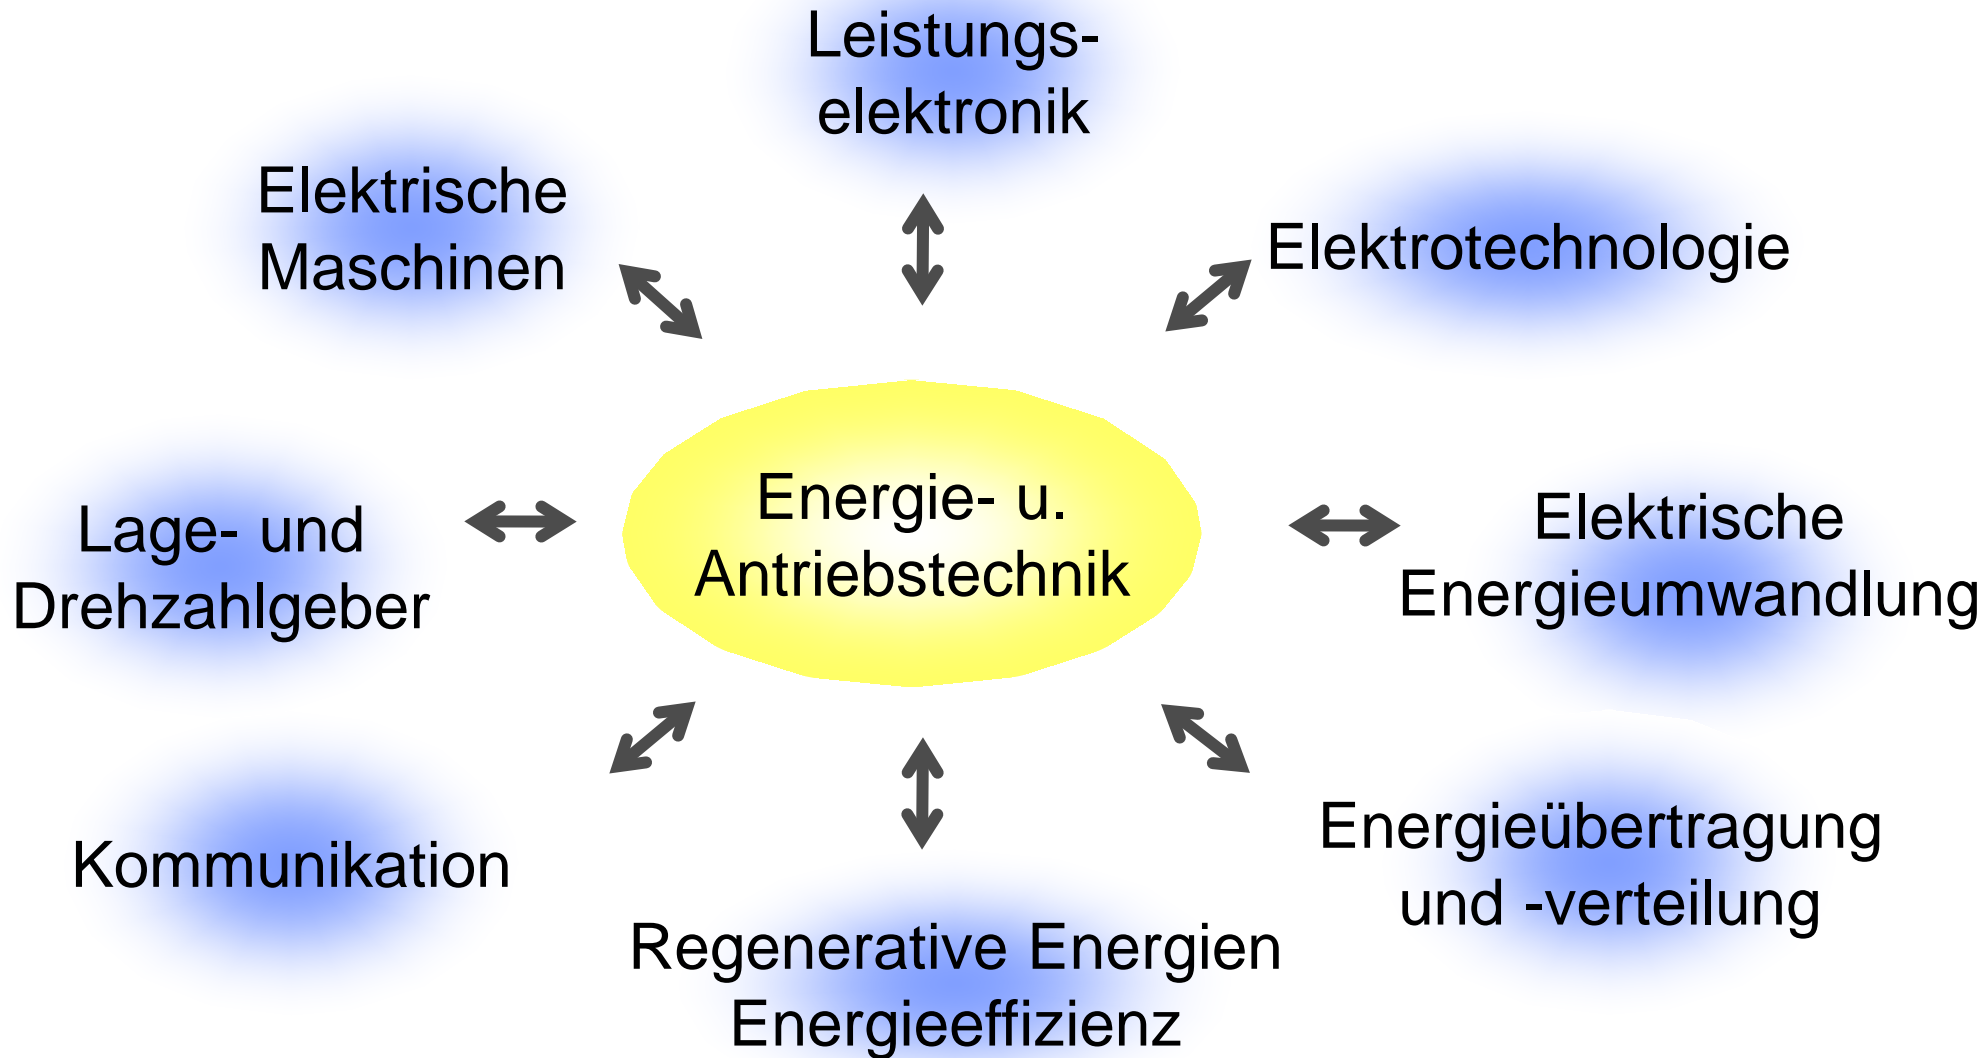 Leistungs-
elektronik
Elektrische
Maschinen
Elektrotechnologie
Energie- u.
Antriebstechnik
Lage- und
Drehzahlgeber
Elektrische
Energieumwandlung
Kommunikation
Energieübertragung
und -verteilung
Regenerative Energien
Energieeffizienz